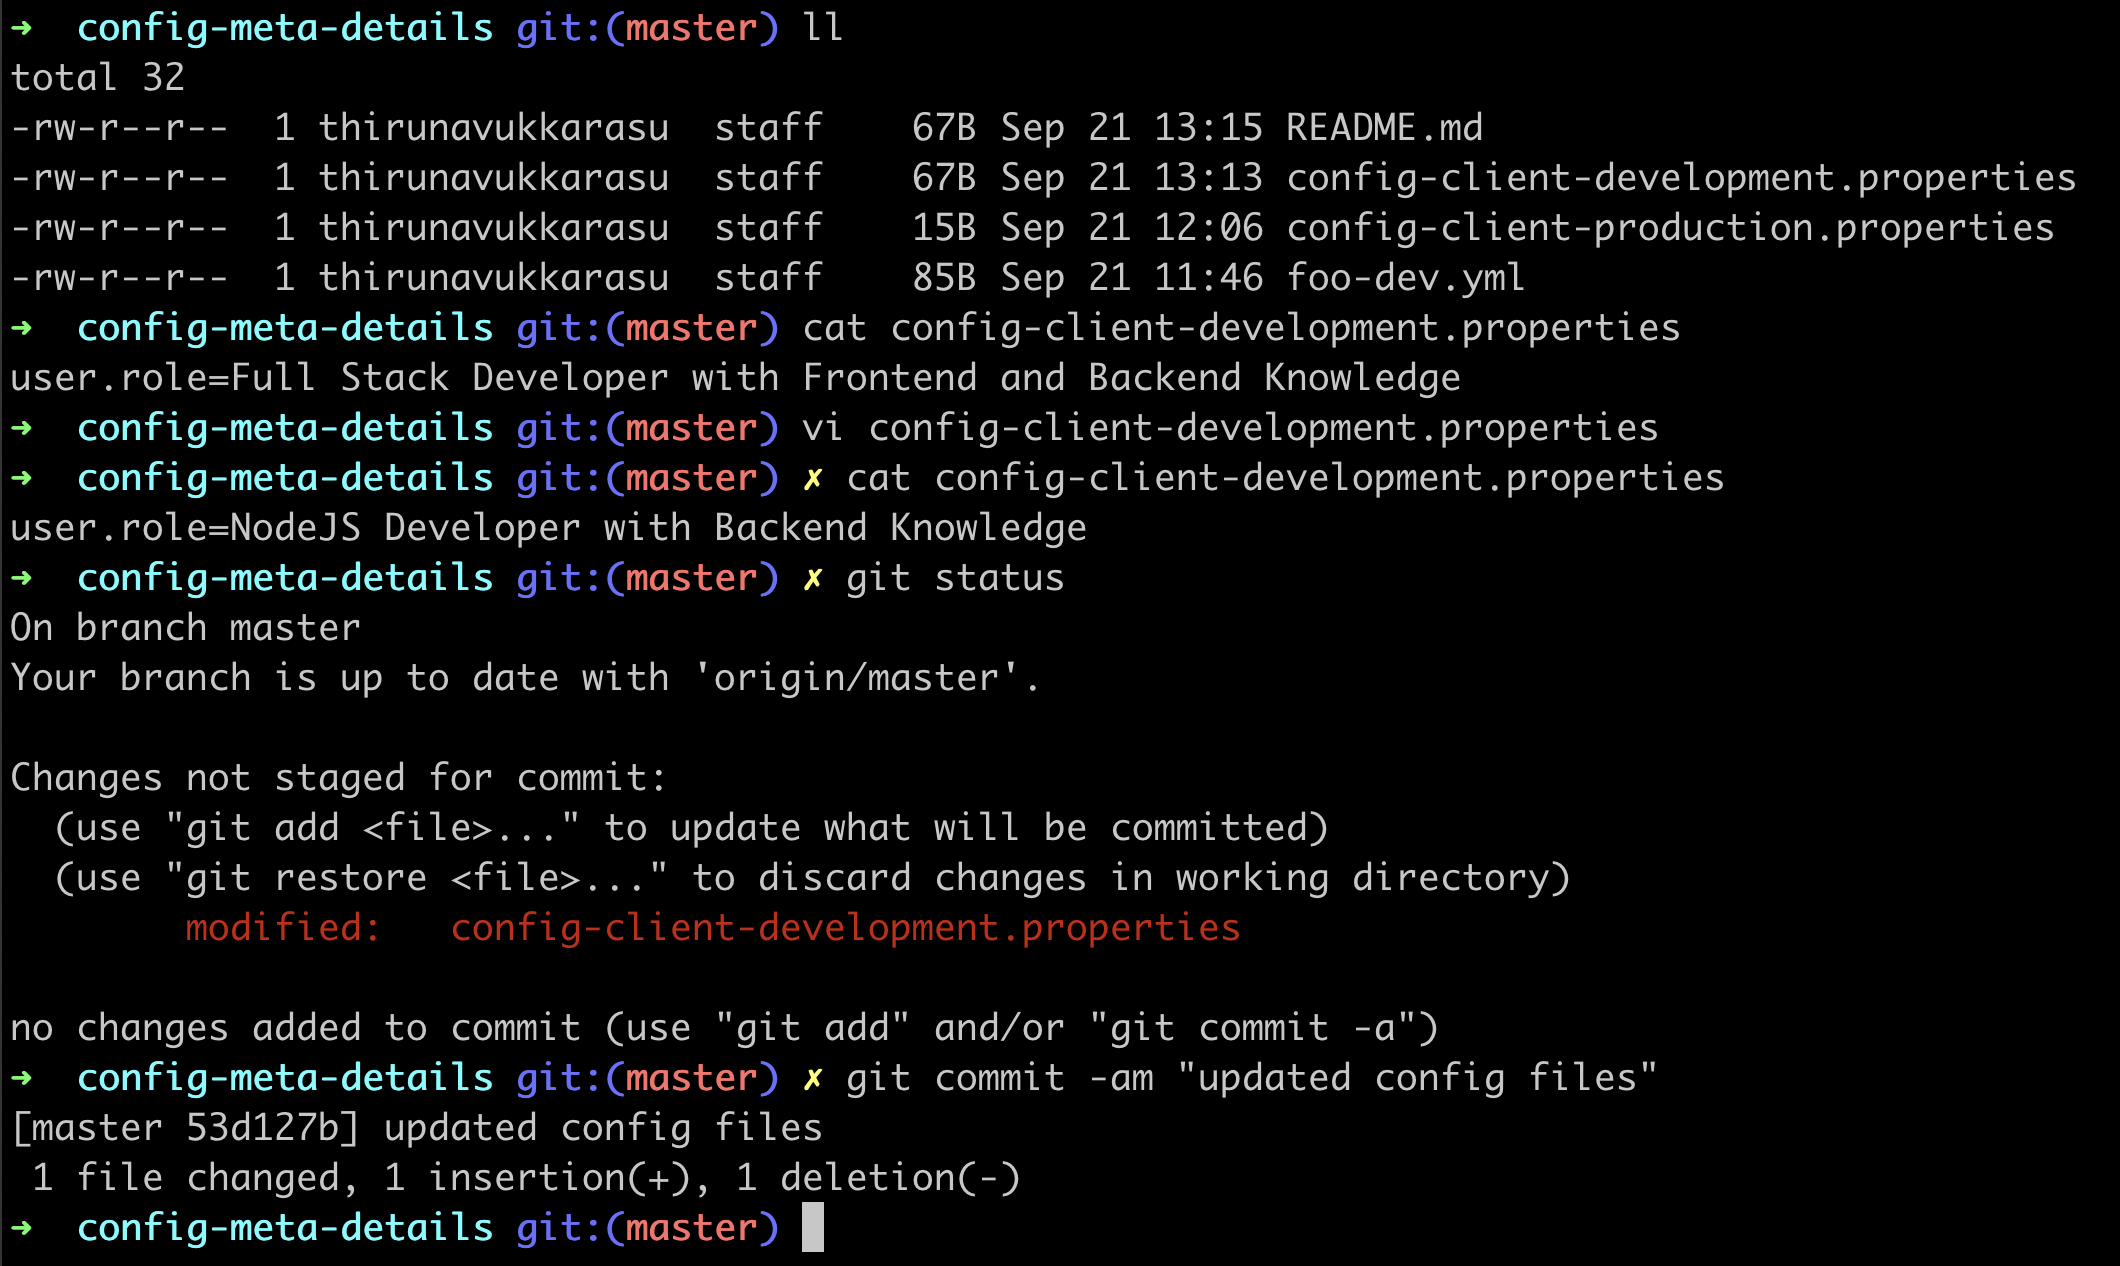 ➜  config-meta-details git:(master) ll
total 32
-rw-r--r--  1 thirunavukkarasu  staff    67B Sep 21 13:15 README.md
-rw-r--r--  1 thirunavukkarasu  staff    67B Sep 21 13:13 config-client-development.properties
-rw-r--r--  1 thirunavukkarasu  staff    15B Sep 21 12:06 config-client-production.properties
-rw-r--r--  1 thirunavukkarasu  staff    85B Sep 21 11:46 foo-dev.yml
➜  config-meta-details git:(master) cat config-client-development.properties
user.role=Full Stack Developer with Frontend and Backend Knowledge
➜  config-meta-details git:(master) vi config-client-development.properties
➜  config-meta-details git:(master) ✗ cat config-client-development.properties
user.role=NodeJS Developer with Backend Knowledge
➜  config-meta-details git:(master) ✗ git status
On branch master
Your branch is up to date with 'origin/master'.

Changes not staged for commit:
  (use "git add <file>..." to update what will be committed)
  (use "git restore <file>..." to discard changes in working directory)
        modified:   config-client-development.properties

no changes added to commit (use "git add" and/or "git commit -a")
➜  config-meta-details git:(master) ✗ git commit -am "updated config files"
[master 53d127b] updated config files
 1 file changed, 1 insertion(+), 1 deletion(-)
➜  config-meta-details git:(master)